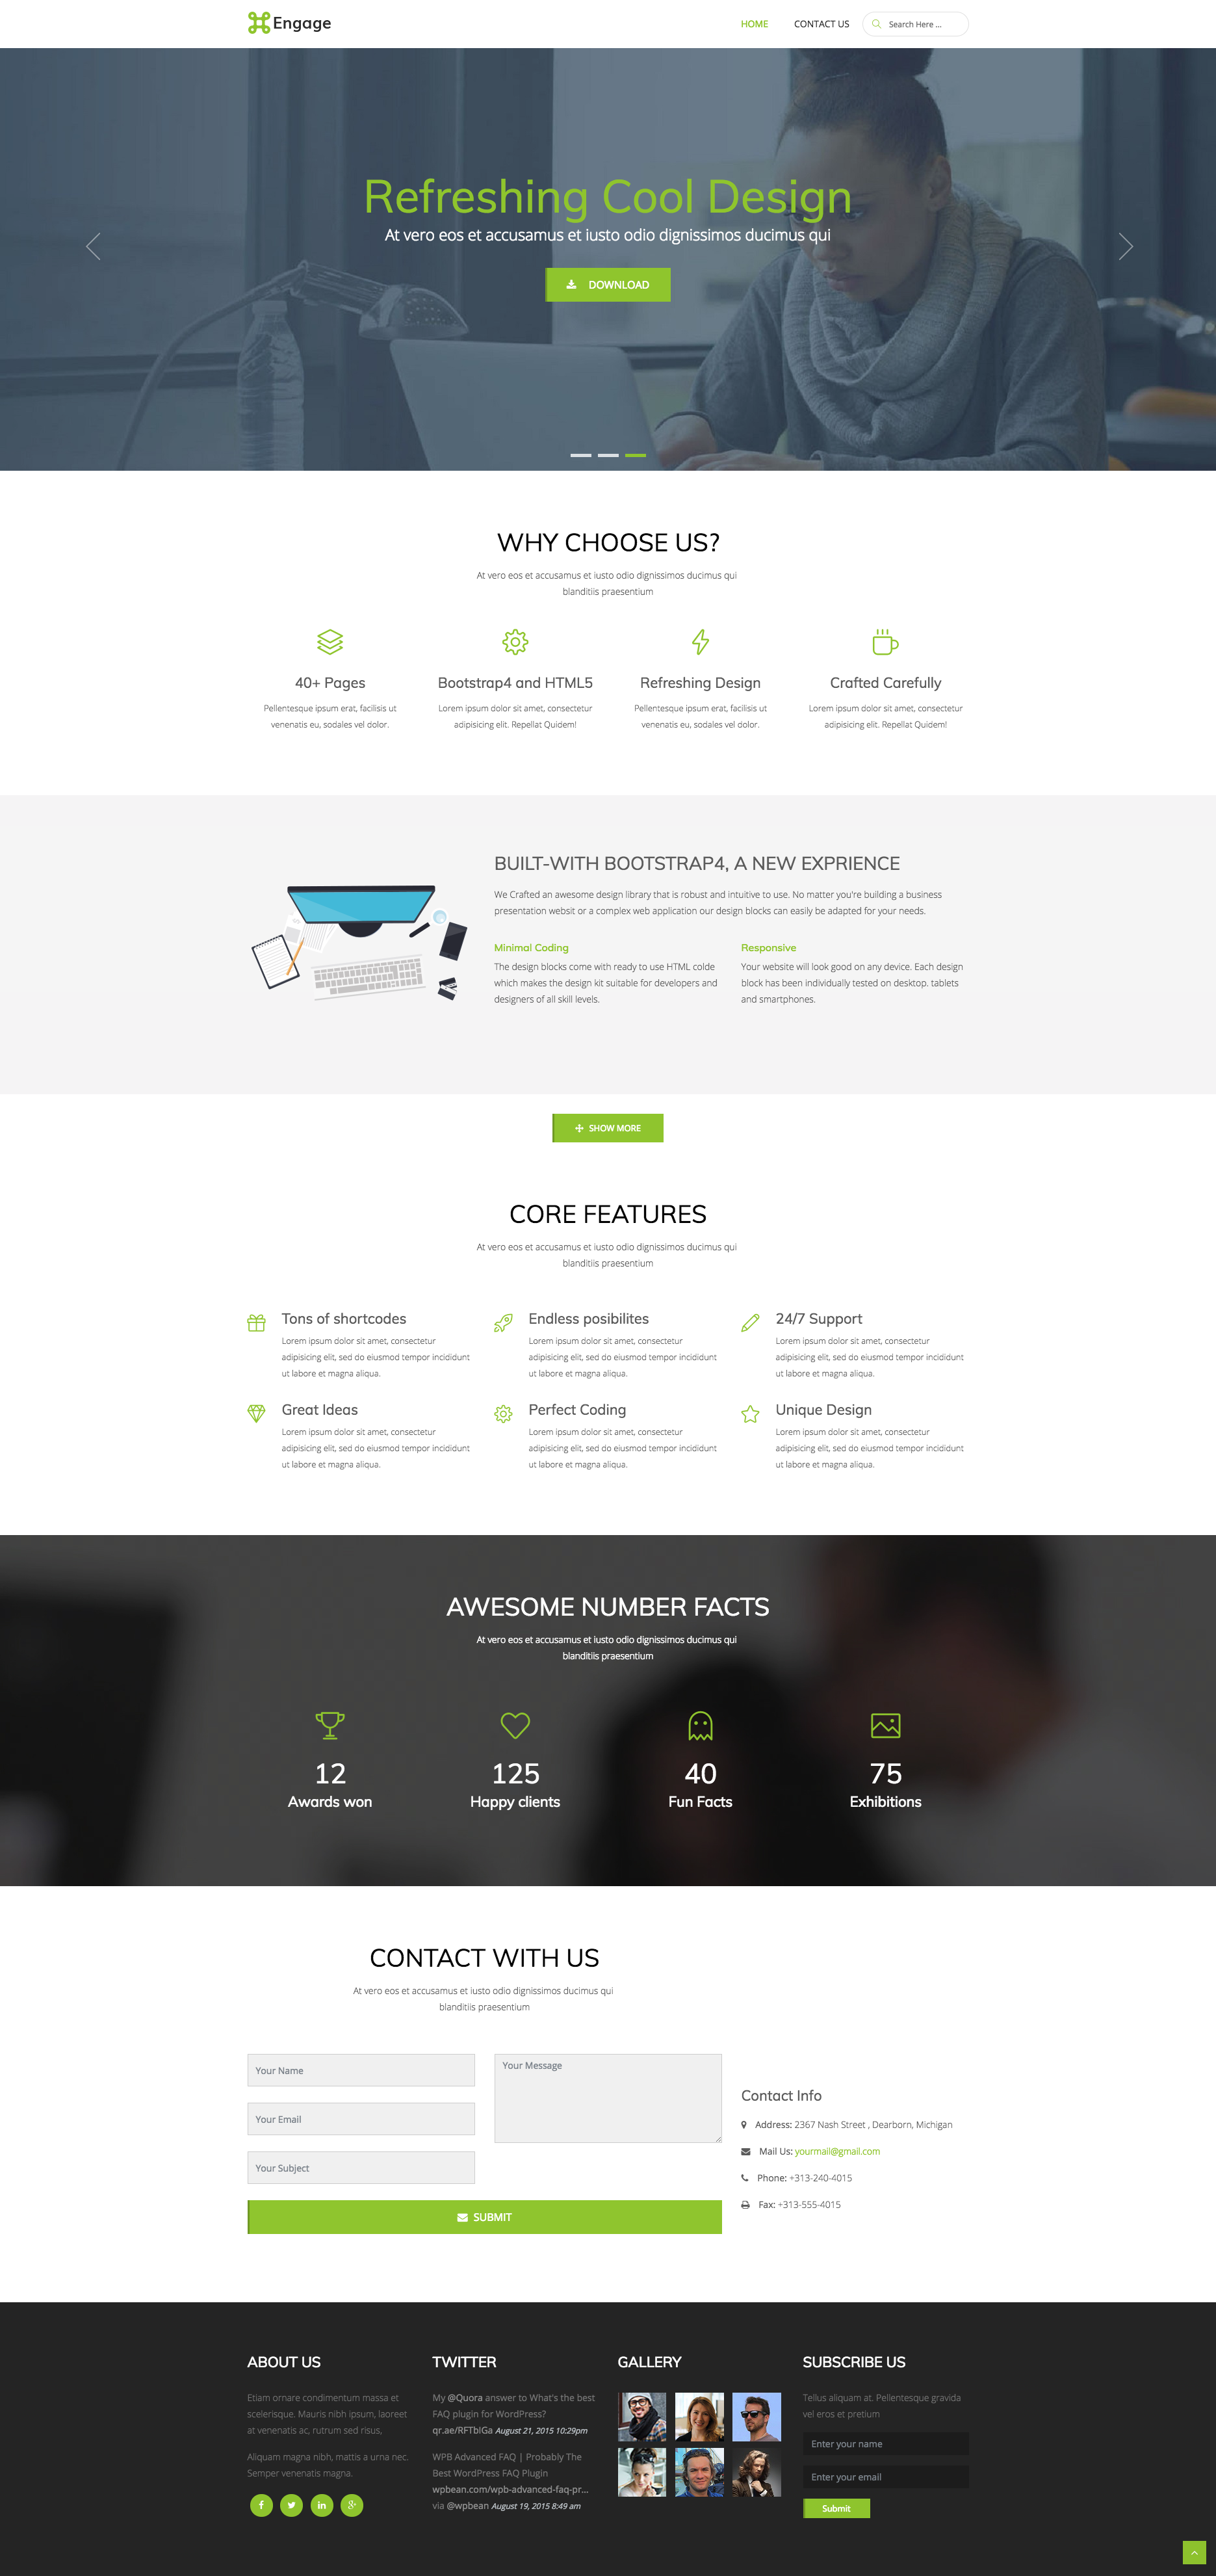 Engage
HOME
CONTACT US
Search Here ...
Refreshing Cool Design
At vero eos et accusamus et iusto odio dignissimos ducimus qui
DOWNLOAD
WHY CHOOSE US?
At vero eos et accusamus et iusto odio dignissimos ducimus qui
blanditiis praesentium
40+ Pages
Pellentesque ipsum erat, facilisis ut
venenatis eu, sodales vel dolor.
Bootstrap4 and HTML5
Lorem ipsum dolor sit amet, consectetur
adipisicing elit. Repellat Quidem!
Refreshing Design
Pellentesque ipsum erat, facilisis ut
venenatis eu, sodales vel dolor.
Crafted Carefully
Lorem ipsum dolor sit amet, consectetur
adipisicing elit. Repellat Quidem!
BUILT-WITH BOOTSTRAP4, A NEW EXPRIENCE
We Crafted an awesome design library that is robust and intuitive to use. No matter you're building a business
presentation websit or a complex web application our design blocks can easily be adapted for your needs.
Minimal Coding
The design blocks come with ready to use HTML colde
which makes the design kit suitable for developers and
designers of all skill levels.
Responsive
Your website will look good on any device. Each design
block has been individually tested on desktop. tablets
and smartphones.
SHOW MORE
CORE FEATURES
At vero eos et accusamus et iusto odio dignissimos ducimus qui
blanditiis praesentium
Tons of shortcodes
Lorem ipsum dolor sit amet, consectetur
adipisicing elit, sed do eiusmod tempor incididunt
ut labore et magna aliqua.
Endless posibilites
Lorem ipsum dolor sit amet, consectetur
adipisicing elit, sed do eiusmod tempor incididunt
ut labore et magna aliqua.
24/7 Support
Lorem ipsum dolor sit amet, consectetur
adipisicing elit, sed do eiusmod tempor incididunt
ut labore et magna aliqua.
Great Ideas
Lorem ipsum dolor sit amet, consectetur
adipisicing elit, sed do eiusmod tempor incididunt
ut labore et magna aliqua.
Perfect Coding
Lorem ipsum dolor sit amet, consectetur
adipisicing elit, sed do eiusmod tempor incididunt
ut labore et magna aliqua.
Unique Design
Lorem ipsum dolor sit amet, consectetur
adipisicing elit, sed do eiusmod tempor incididunt
ut labore et magna aliqua.
AWESOME NUMBER FACTS
At vero eos et accusamus et iusto odio dignissimos ducimus qui
blanditiis praesentium
12
Awards won
125
Happy clients
40
Fun Facts
75
Exhibitions
CONTACT WITH US
At vero eos et accusamus et iusto odio dignissimos ducimus qui
blanditiis praesentium
Your Name
Your Email
Your Subject
Your Message
SUBMIT
Contact Info
Address: 2367 Nash Street , Dearborn, Michigan
Mail Us: yourmail@gmail.com
Phone: +313-240-4015
Fax: +313-555-4015
ABOUT US
Etiam ornare condimentum massa et
scelerisque. Mauris nibh ipsum, laoreet
at venenatis ac, rutrum sed risus,
Aliquam magna nibh, mattis a urna nec.
Semper venenatis magna.
TWITTER
My @Quora answer to What's the best
FAQ plugin for WordPress?
qr.ae/RFTbIGa August 21, 2015 10:29pm
WPB Advanced FAQ | Probably The
Best WordPress FAQ Plugin
wpbean.com/wpb-advanced-faq-pr...
via @wpbean August 19, 2015 8:49 am
GALLERY
SUBSCRIBE US
Tellus aliquam at. Pellentesque gravida
vel eros et pretium
Enter your name
Enter your email
Submit